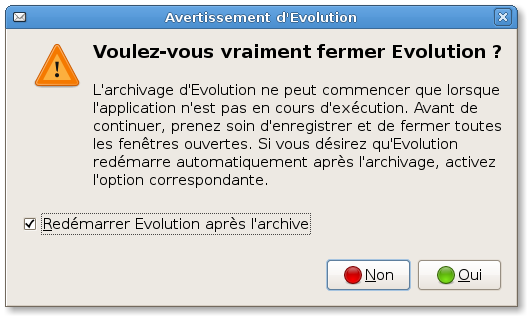 Avertissement d'Evolution
Voulez-vous vraiment fermer Evolution ?
L'archivage d'Evolution ne peut commencer que lorsque
l'application n'est pas en cours d'exécution. Avant de
continuer, prenez soin d'enregistrer et de fermer toutes
les fenêtres ouvertes. Si vous désirez qu'Evolution
redémarre automatiquement après l'archivage, activez
l'option correspondante.
Redémarrer Evolution après l'archive
Non Oui